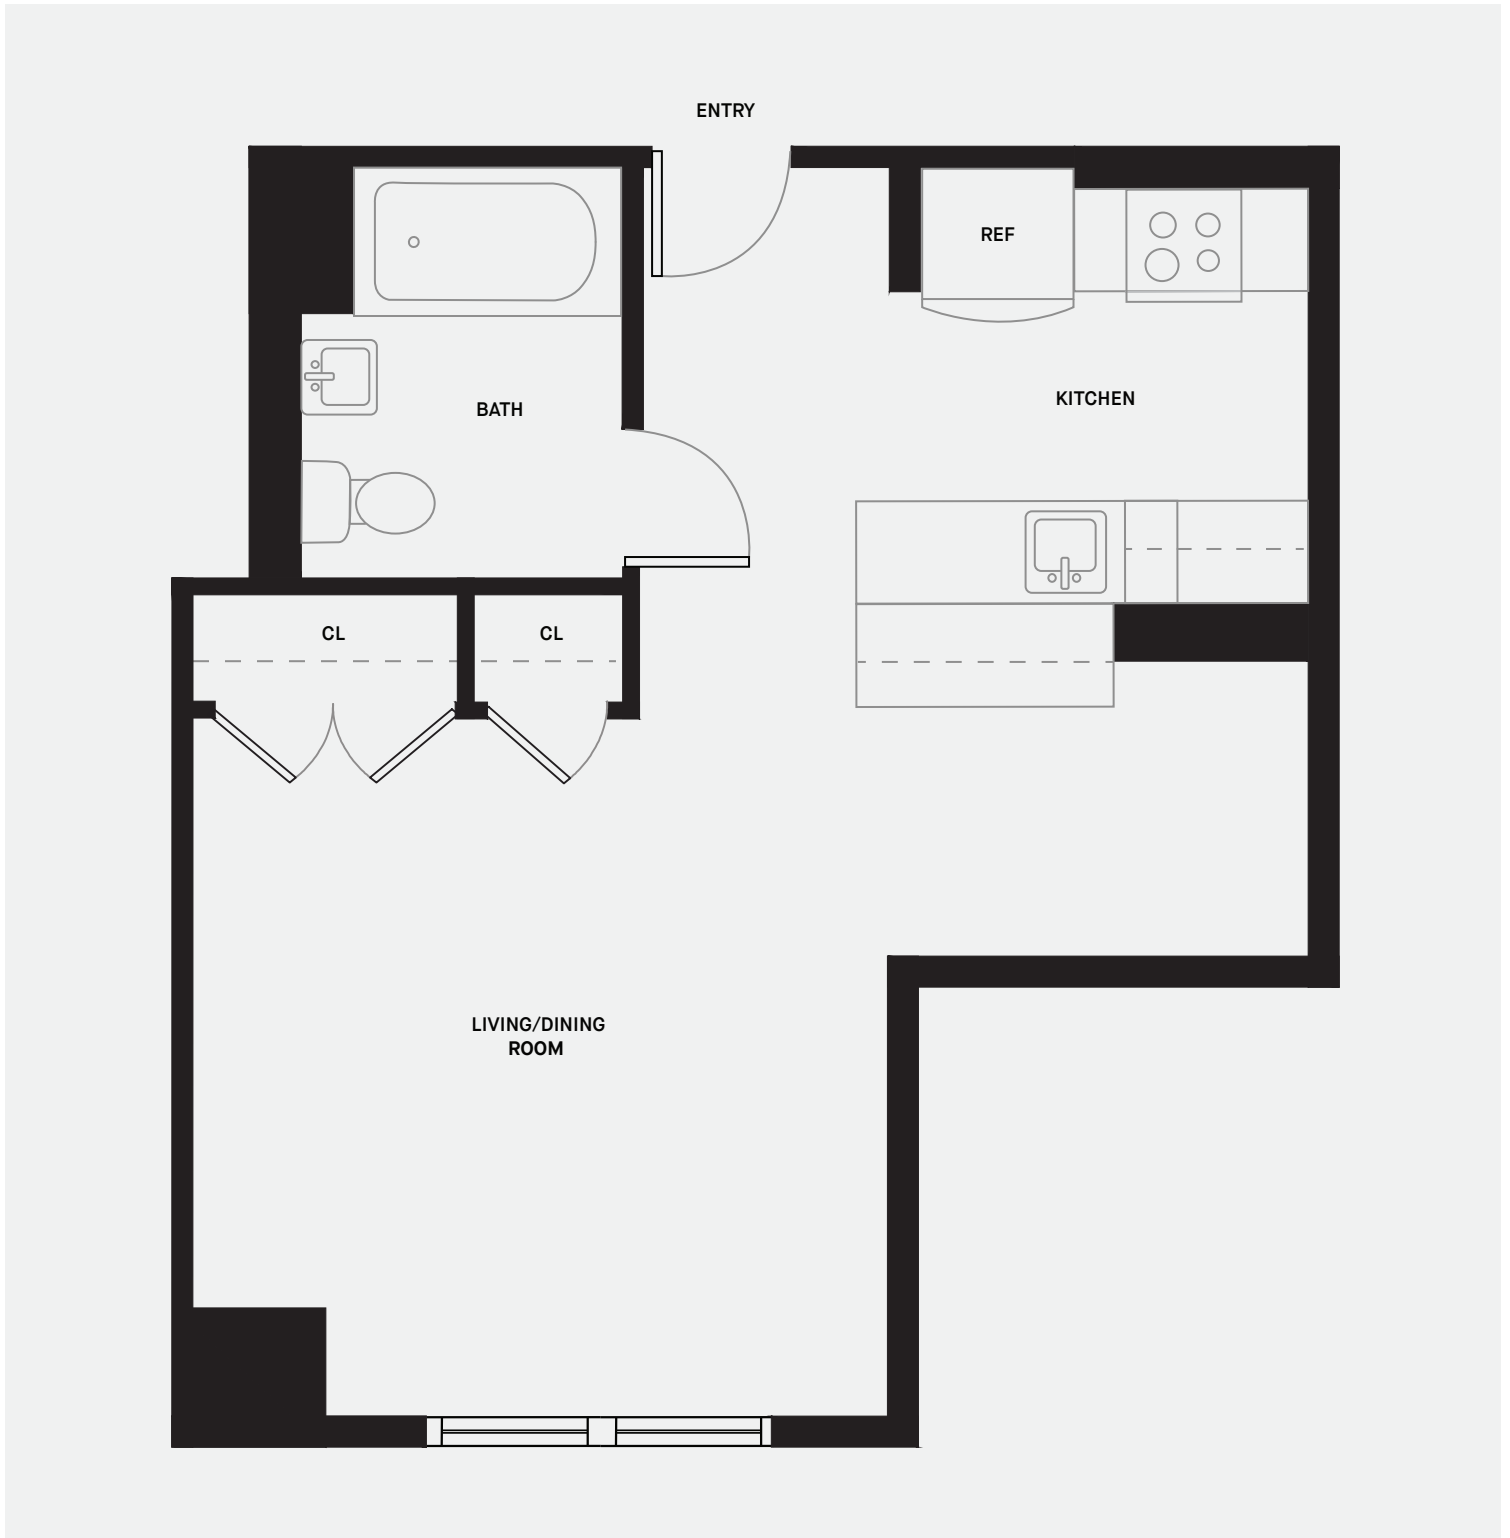 ENTRY
REF
KITCHEN
BATH
CL
CL
LIVING/DINING
ROOM